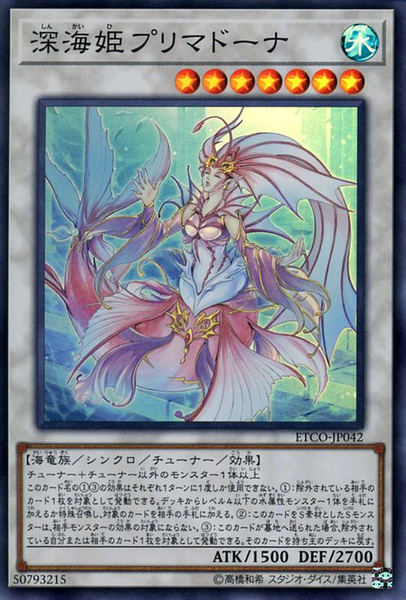 深海姫プリマドーナ
しん かい ひ
水
ETCO-JP042
【海竜族／シンクロ／チューナー／効果】
チューナー＋チューナー以外のモンスター1体以上
このカード名の①③の効果はそれぞれ1ターンに1度しか使用できない。①：除外されている相手の
カード1枚を対象として発動できる。デッキからレベル4以下の水属性モンスター1体を手札に
加えるか特殊召喚し、対象のカードを相手の手札に加える。②：このカードをS素材としたSモンス
ターは、相手モンスターの効果の対象にならない。③：このカードが墓地へ送られた場合、除外され
ている自分または相手のカード1枚を対象として発動できる。そのカードを持ち主のデッキに戻す。
ATK/1500 DEF/2700
50793215
©高橋和希 スタジオ・ダイス/集英社